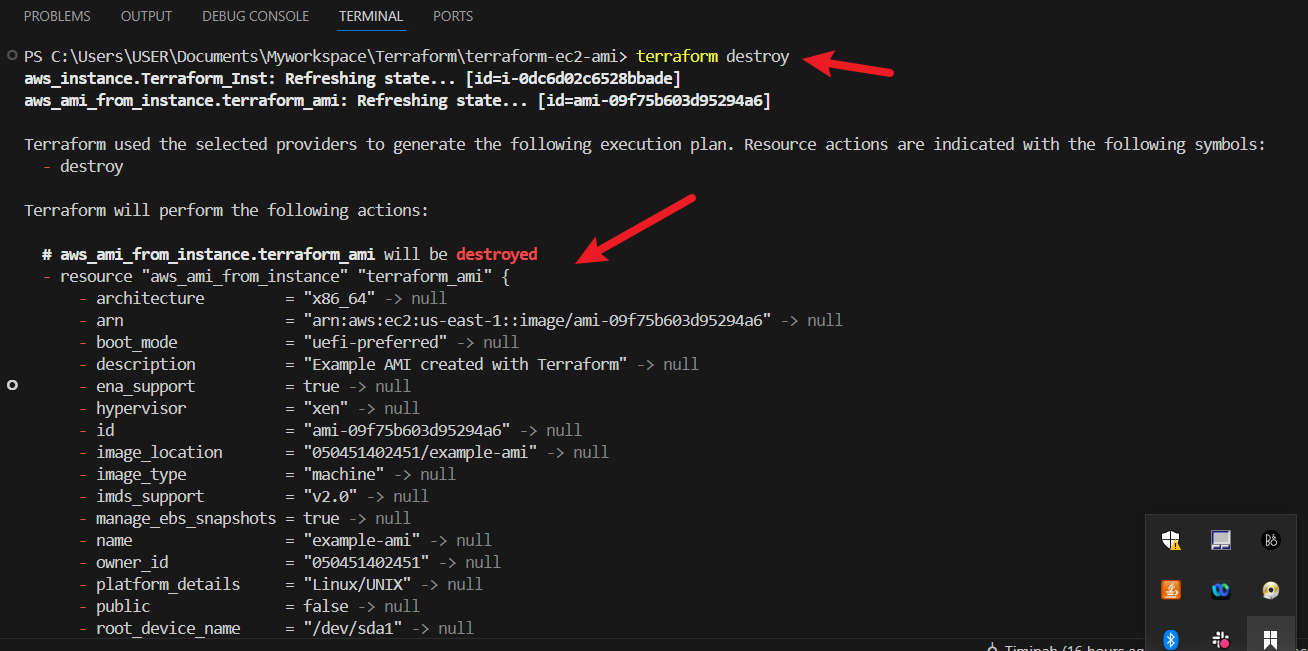 PROBLEMS OUTPUT DEBUG CONSOLE TERMINAL PORTS
PS C:\Users\USER\Documents\Myworkspace\Terraform\terraform-ec2-ami> terraform destroy
aws_instance.Terraform_Inst: Refreshing state... [id=i-0dc6d02c6528bbade]
aws_ami_from_instance.terraform_ami: Refreshing state... [id=ami-09f75b603d95294a6]
Terraform used the selected providers to generate the following execution plan. Resource actions are indicated with the following symbols:
- destroy
Terraform will perform the following actions:
# aws_ami_from_instance.terraform_ami will be destroyed
- resource "aws_ami_from_instance" "terraform_ami" {
- architecture = "x86_64" -> null
- arn = "arn:aws:ec2:us-east-1::image/ami-09f75b603d95294a6" -> null
- boot_mode = "uefi-preferred" -> null
- description = "Example AMI created with Terraform" -> null
- ena_support = true -> null
- hypervisor = "xen" -> null
- id = "ami-09f75b603d95294a6" -> null
- image_location = "050451402451/example-ami" -> null
- image_type = "machine" -> null
- imds_support = "v2.0" -> null
- manage_ebs_snapshots = true -> null
- name = "example-ami" -> null
- owner_id = "050451402451" -> null
- platform_details = "Linux/UNIX" -> null
- public = false -> null
- root_device_name = "/dev/sda1" -> null
Timinah (16 hours